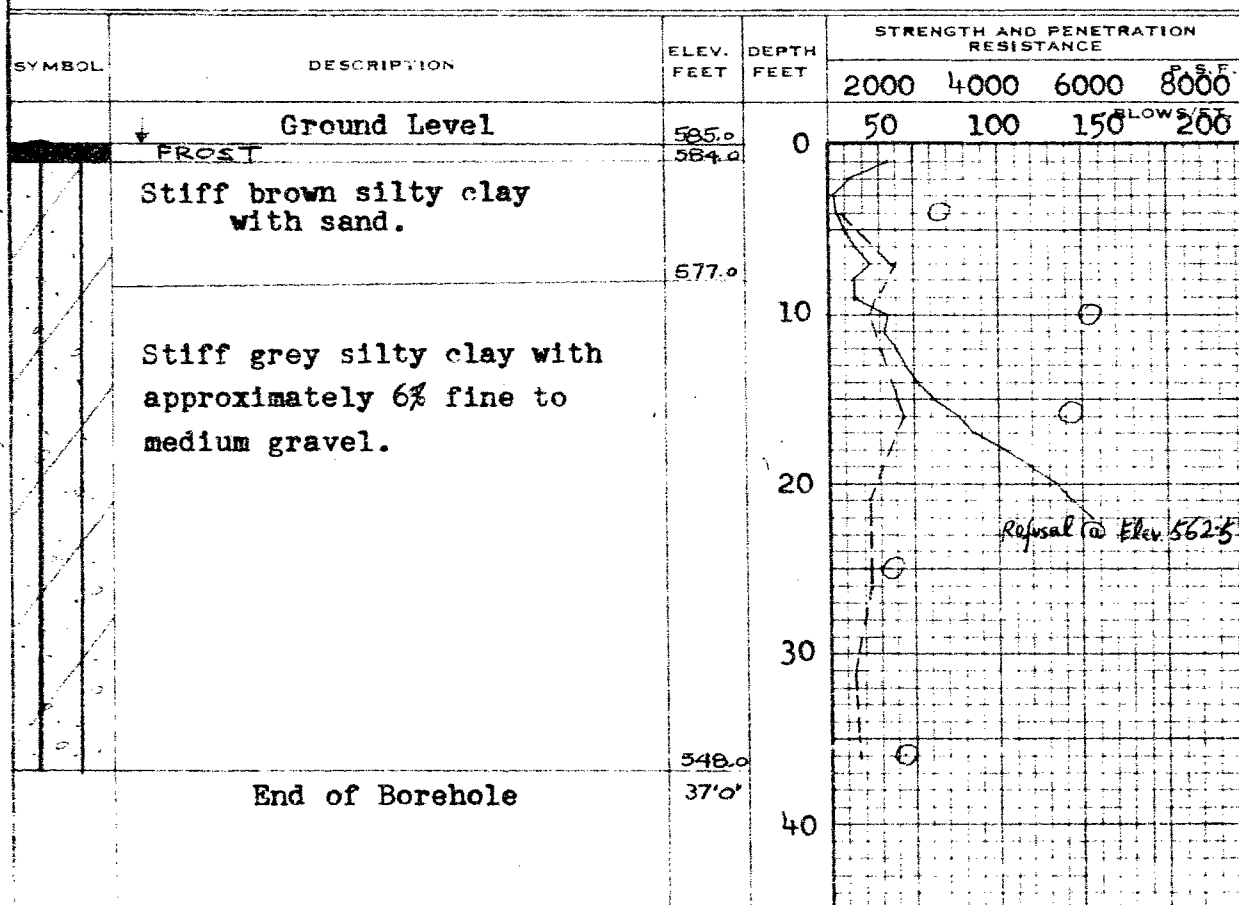 SYMBOL DESCRIPTION ELEV. FEET DEPTH FEET STRENGTH AND PENETRATION RESISTANCE
P.S.F.
2000 4000 6000 8000
BLOWS/FT.
50 100 150 200
Ground Level 585.0
0
FROST 584.0
Stiff brown silty clay
with sand.
577.0
10
Stiff grey silty clay with
approximately 6% fine to
medium gravel.
20
Refusal @ Elev 562.5
30
548.0
End of Borehole 37'0"
40